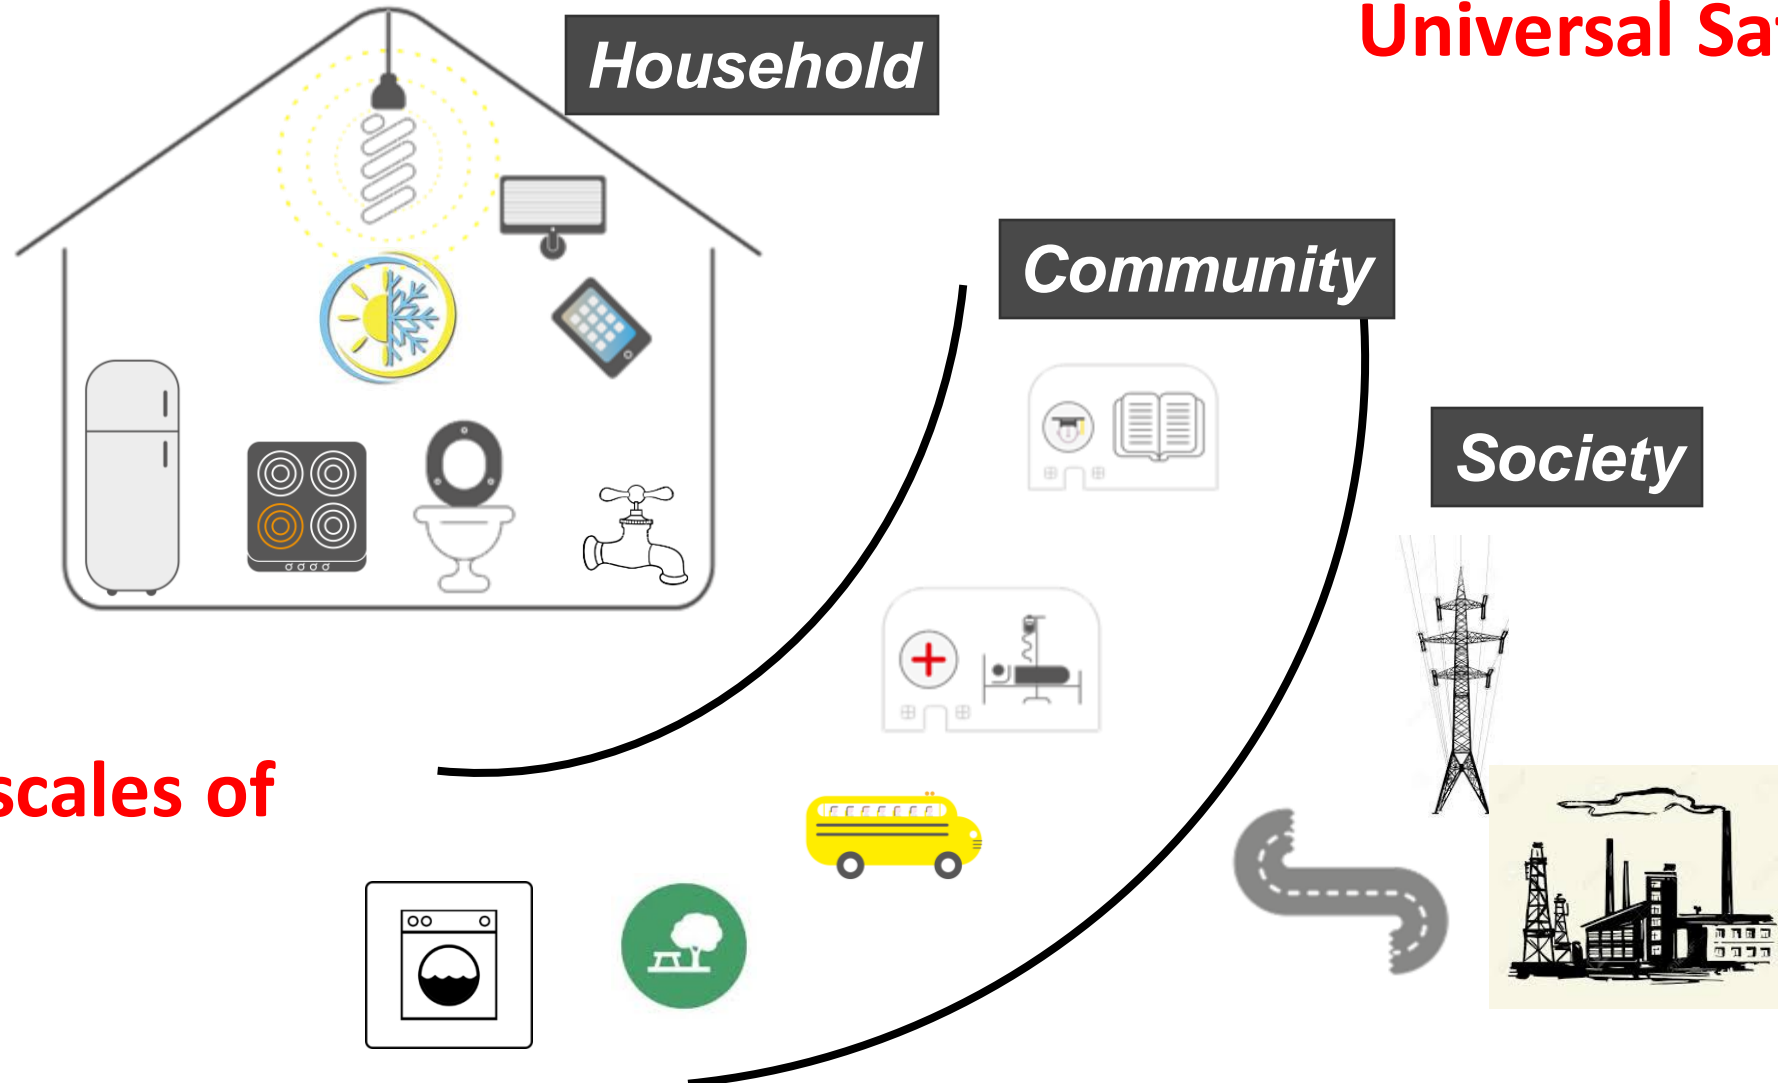 Household
Universal Sa
Community
Society
scales of